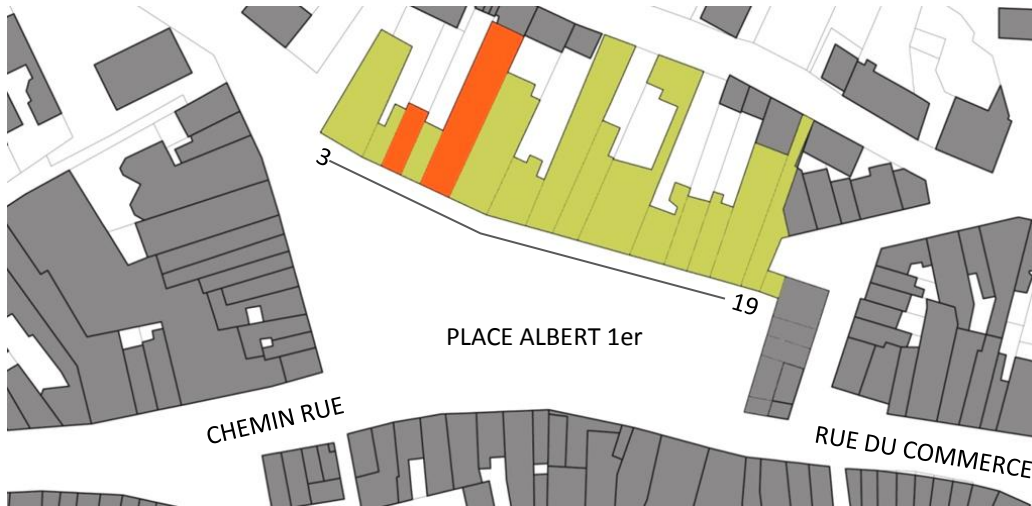 3
19
PLACE ALBERT 1er
CHEMIN RUE
RUE DU COMMERCE